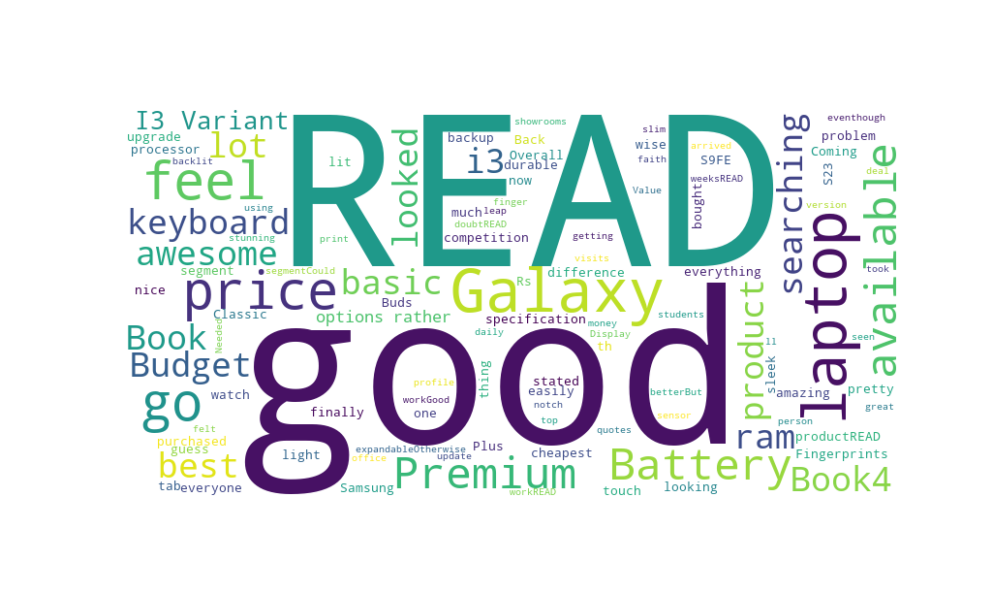 I3 Variant
upgrade
processor
backlit
lot
feel
using
keyboard
stunning
awesome
segment
segmentCould
nice
price
Classic
READ
lit
print
looked
backup
i3
much
leap
doubtREAD
competition
showrooms
Back
Overall
durable
now
finger
slim
wise
faith
Value
getting
visits
arrived
S9FE
weeksREAD
bought
searching
eventhough
problem
Coming
S23
deal
version
available
took
laptop
basic
Buds
options rather
Galaxy
Rs
difference
everything
specification
daily
money
Display
th
students
product
sleek
ll
seen
Book
Needed
Budget
go
watch
felt
purchased
guess
best
tab
everyone
good
profile
workGood
one
finally
light
thing
stated
easily
notch
top
quotes
betterBut
sensor
amazing
pretty
great
person
ram
productREAD
Fingerprints
expandableOtherwise
office
update
Plus
cheapest
Samsung
Premium
workREAD
touch
looking
Battery
Book4